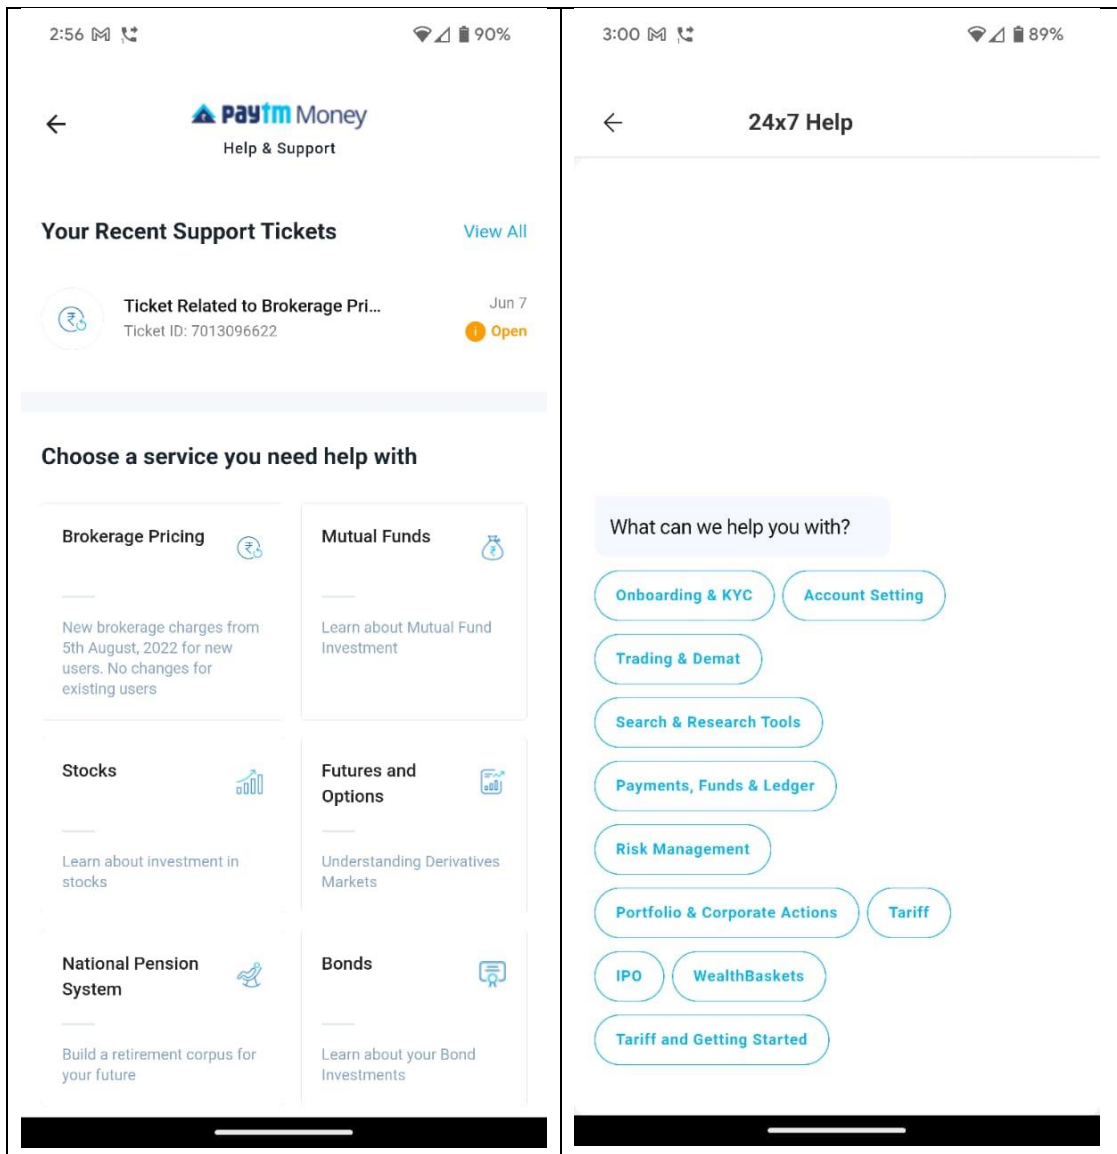 2:56 90%
paytm Money
Help & Support
Your Recent Support Tickets View All
Ticket Related to Brokerage Pri... Jun 7
Ticket ID: 7013096622 Open
Choose a service you need help with
Brokerage Pricing
New brokerage charges from
5th August, 2022 for new
users. No changes for
existing users
Mutual Funds
Learn about Mutual Fund
Investment
Stocks
Learn about investment in
stocks
Futures and
Options
Understanding Derivatives
Markets
National Pension
System
Build a retirement corpus for
your future
Bonds
Learn about your Bond
Investments
3:00 89%
24x7 Help
What can we help you with?
Onboarding & KYC Account Setting
Trading & Demat
Search & Research Tools
Payments, Funds & Ledger
Risk Management
Portfolio & Corporate Actions Tariff
IPO WealthBaskets
Tariff and Getting Started